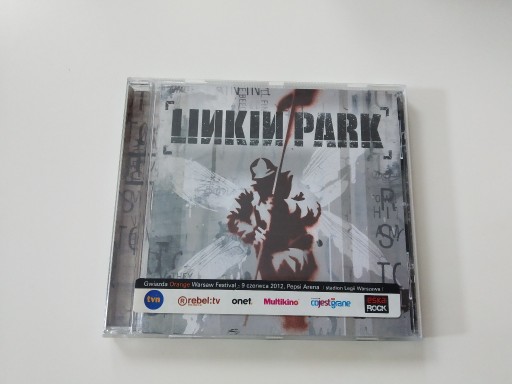 LINKIN PARK
Gwiazda Orange Warsaw Festival : 9 czerwca 2012, Pepsi Arena ( stadion Legii Warszawa )
tvn rebel:tv onet. Multikino cojestgrane eska ROCK